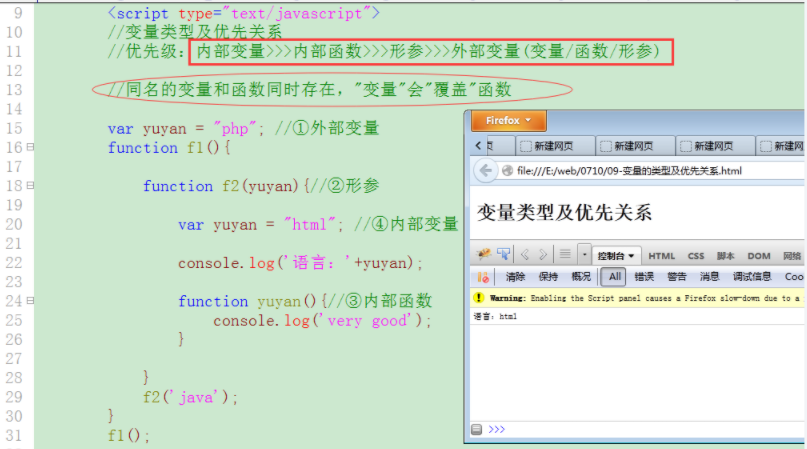 9 <script type="text/javascript">
10 //变量类型及优先关系
11 //优先级：内部变量>>>内部函数>>>形参>>>外部变量(变量/函数/形参)
12
13 //同名的变量和函数同时存在，"变量"会"覆盖"函数
14
15 var yuyan = "php"; //①外部变量
16 function f1(){
17
18 function f2(yuyan){//②形参
19
20 var yuyan = "html"; //④内部变量
21
22 console.log('语言：'+yuyan);
23
24 function yuyan(){//③内部函数
25 console.log('very good');
26 }
27
28 }
29 f2('java');
30 }
31 f1();
Firefox
新建网页 新建网页 新建网页
file:///E:/web/0710/09-变量的类型及优先关系.html
变量类型及优先关系
控制台 HTML CSS 脚本 DOM 网络
清除 保持 概况 All 错误 警告 消息 调试信息 Coo
Warning: Enabling the Script panel causes a Firefox slow-down due to a
语言：html
>>>